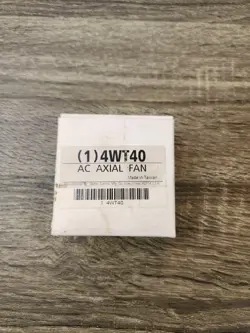 (1)4WT40
AC AXIAL FAN
Made in Taiwan
4WT40